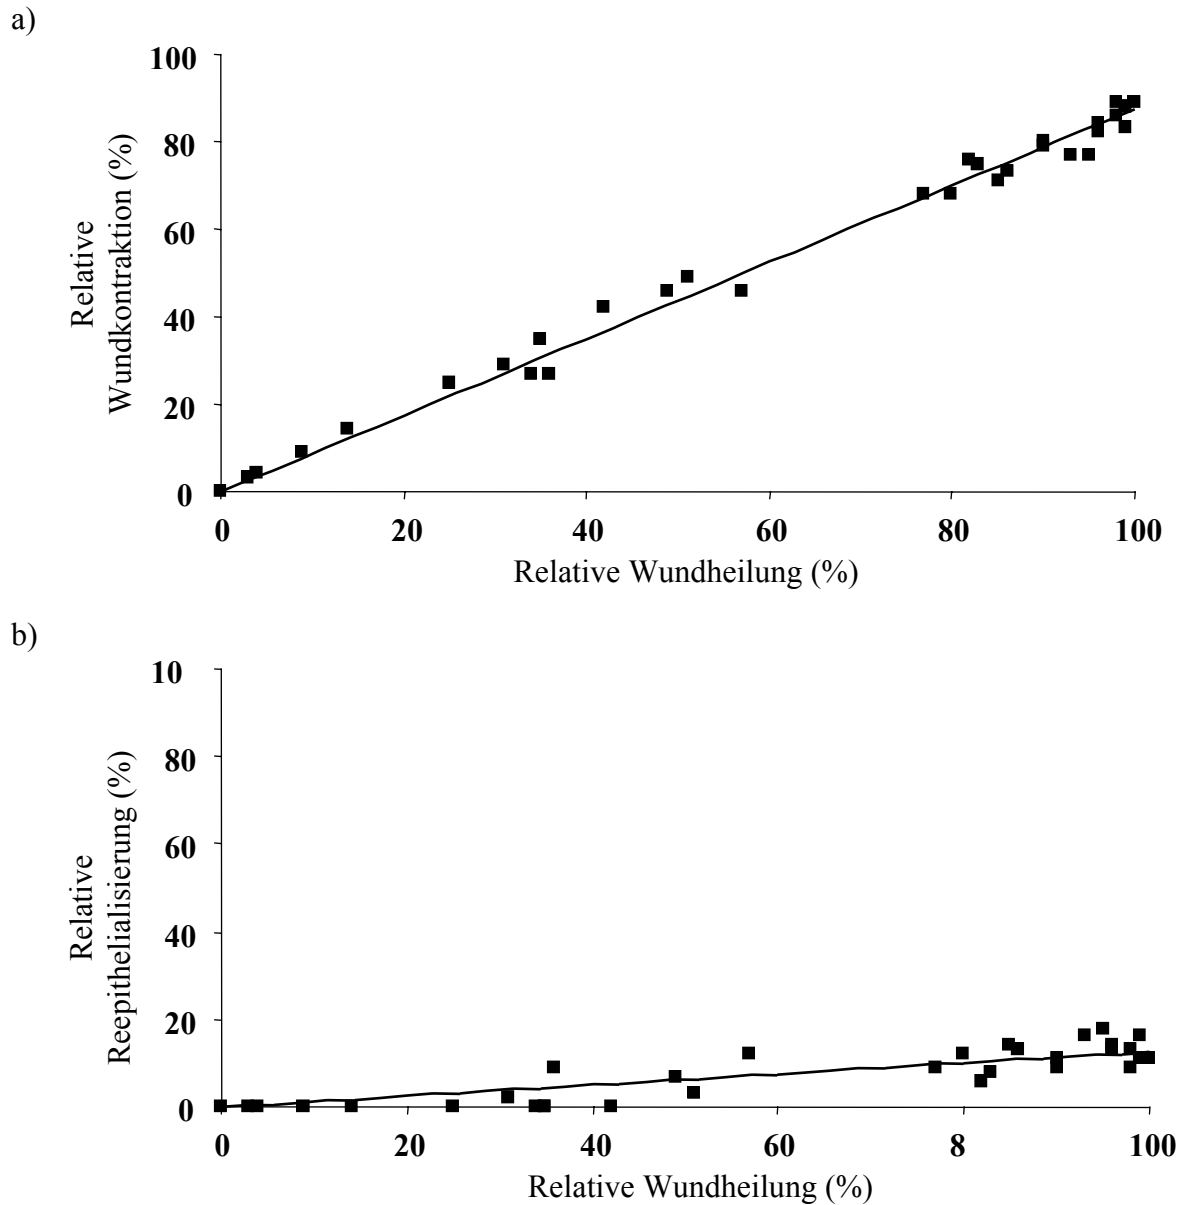 a)
100
80
60
40
20
0
Relative
Wundkontraktion (%)
0 20 40 60 80 100
Relative Wundheilung (%)
b)
10
80
60
40
20
0
Relative
Reepithelialisierung (%)
0 20 40 60 8 100
Relative Wundheilung (%)